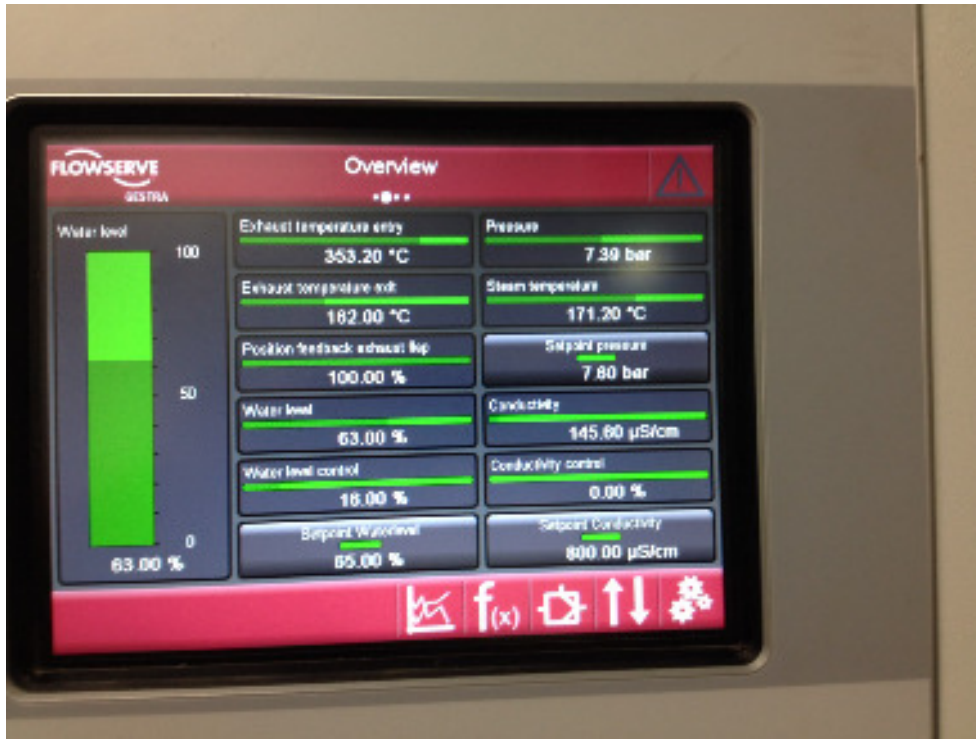 FLOWSERVE
GESTRA
Overview
Water level
100
50
0
63.00 %
Exhaust temperature entry
353.20 °C
Exhaust temperature exit
182.00 °C
Position feedback exhaust flap
100.00 %
Water level
63.00 %
Water level control
16.00 %
Setpoint Waterlevel
65.00 %
Pressure
7.39 bar
Steam temperature
171.20 °C
Setpoint pressure
7.60 bar
Conductivity
145.60 µS/cm
Conductivity control
0.00 %
Setpoint Conductivity
800.00 µS/cm
f(x)